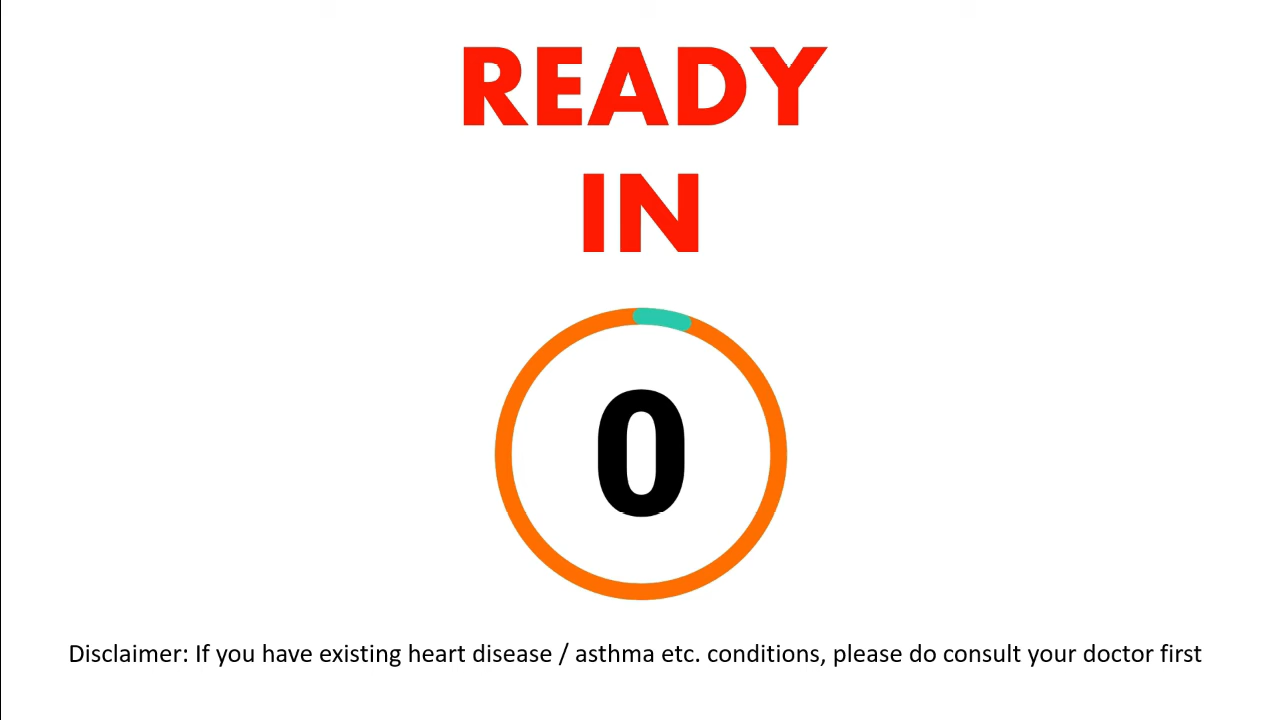 READY
IN
0
Disclaimer: If you have existing heart disease / asthma etc. conditions, please do consult your doctor first